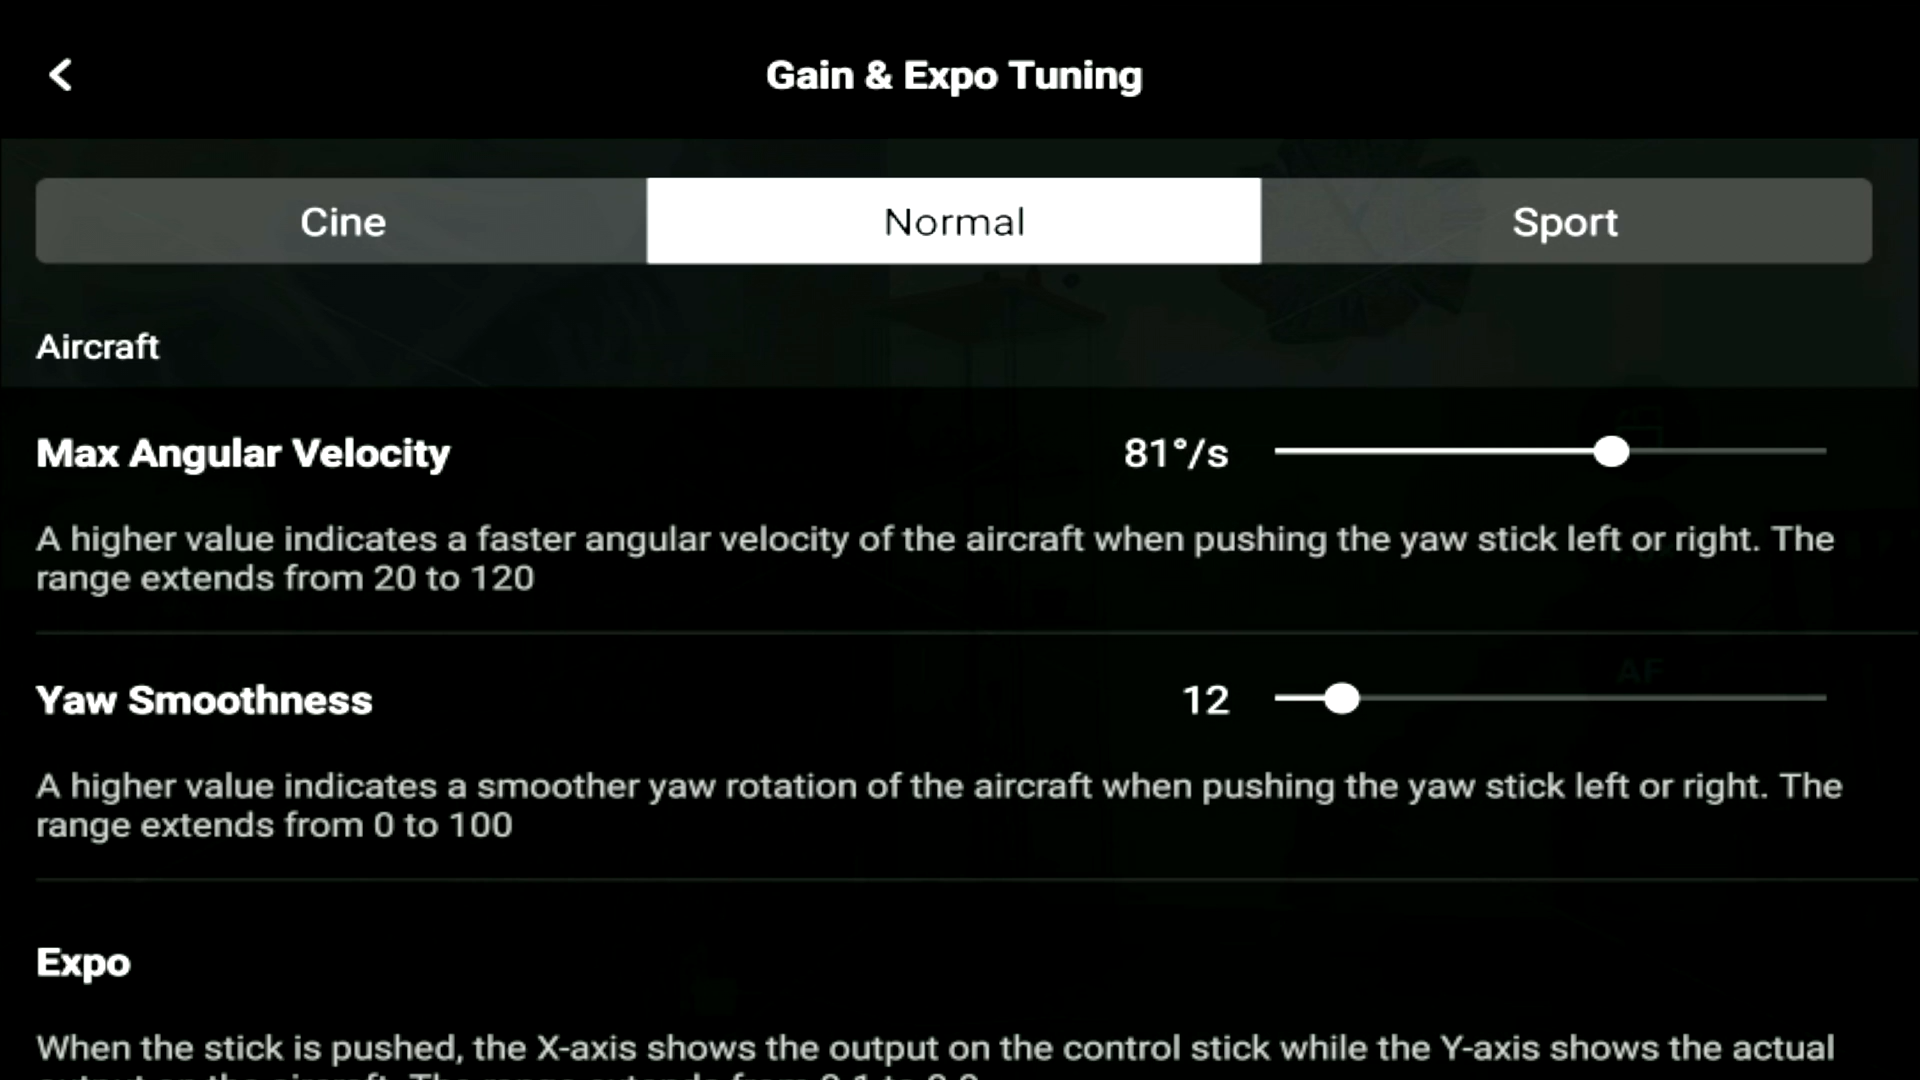 Gain & Expo Tuning
Cine
Normal
Sport
Aircraft
Max Angular Velocity
81°/s
A higher value indicates a faster angular velocity of the aircraft when pushing the yaw stick left or right. The
range extends from 20 to 120
AF
Yaw Smoothness
12
A higher value indicates a smoother yaw rotation of the aircraft when pushing the yaw stick left or right. The
range extends from 0 to 100
Expo
When the stick is pushed, the X-axis shows the output on the control stick while the Y-axis shows the actual